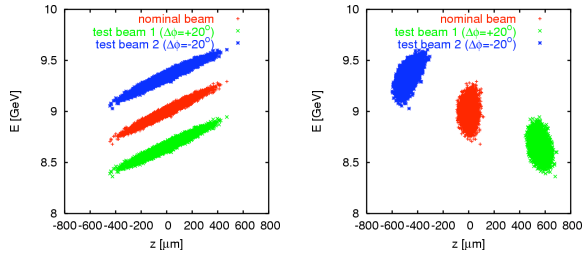 nominal beam
test beam 1 (Δϕ=+20°)
test beam 2 (Δϕ=-20°)
E [GeV]
10
9.5
9
8.5
8
-800 -600 -400 -200 0 200 400 600 800
z [μm]
nominal beam
test beam 1 (Δϕ=+20°)
test beam 2 (Δϕ=-20°)
E [GeV]
10
9.5
9
8.5
8
-800 -600 -400 -200 0 200 400 600 800
z [μm]